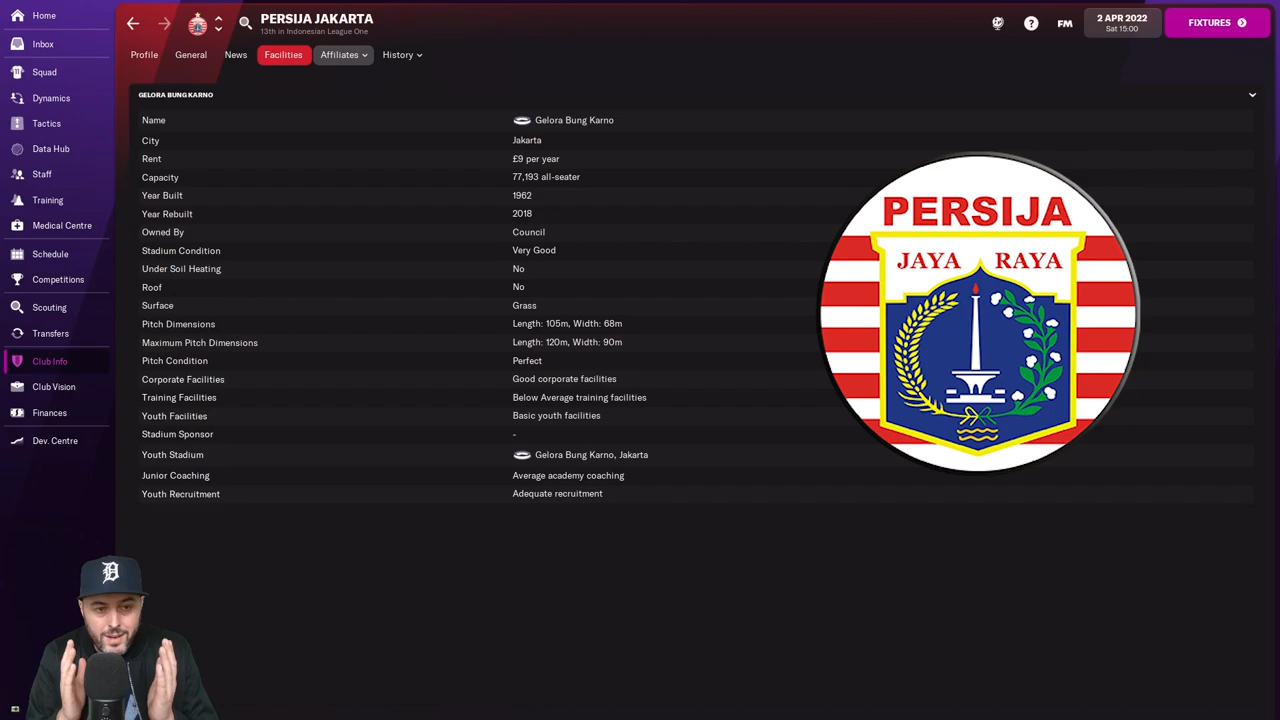 Home
Inbox
Squad
Dynamics
Tactics
Data Hub
Staff
Training
Medical Centre
Schedule
Competitions
Scouting
Transfers
Club Info
Club Vision
Finances
Dev. Centre
PERSIJA JAKARTA
13th in Indonesian League One
? FM
2 APR 2022
Sat 15:00
FIXTURES
Profile General News Facilities Affiliates History
GELORA BUNG KARNO
Name Gelora Bung Karno
City Jakarta
Rent £9 per year
Capacity 77,193 all-seater
Year Built 1962
Year Rebuilt 2018
Owned By Council
Stadium Condition Very Good
Under Soil Heating No
Roof No
Surface Grass
Pitch Dimensions Length: 105m, Width: 68m
Maximum Pitch Dimensions Length: 120m, Width: 90m
Pitch Condition Perfect
Corporate Facilities Good corporate facilities
Training Facilities Below Average training facilities
Youth Facilities Basic youth facilities
Stadium Sponsor -
Youth Stadium Gelora Bung Karno, Jakarta
Junior Coaching Average academy coaching
Youth Recruitment Adequate recruitment
PERSIJA
JAYA RAYA
D